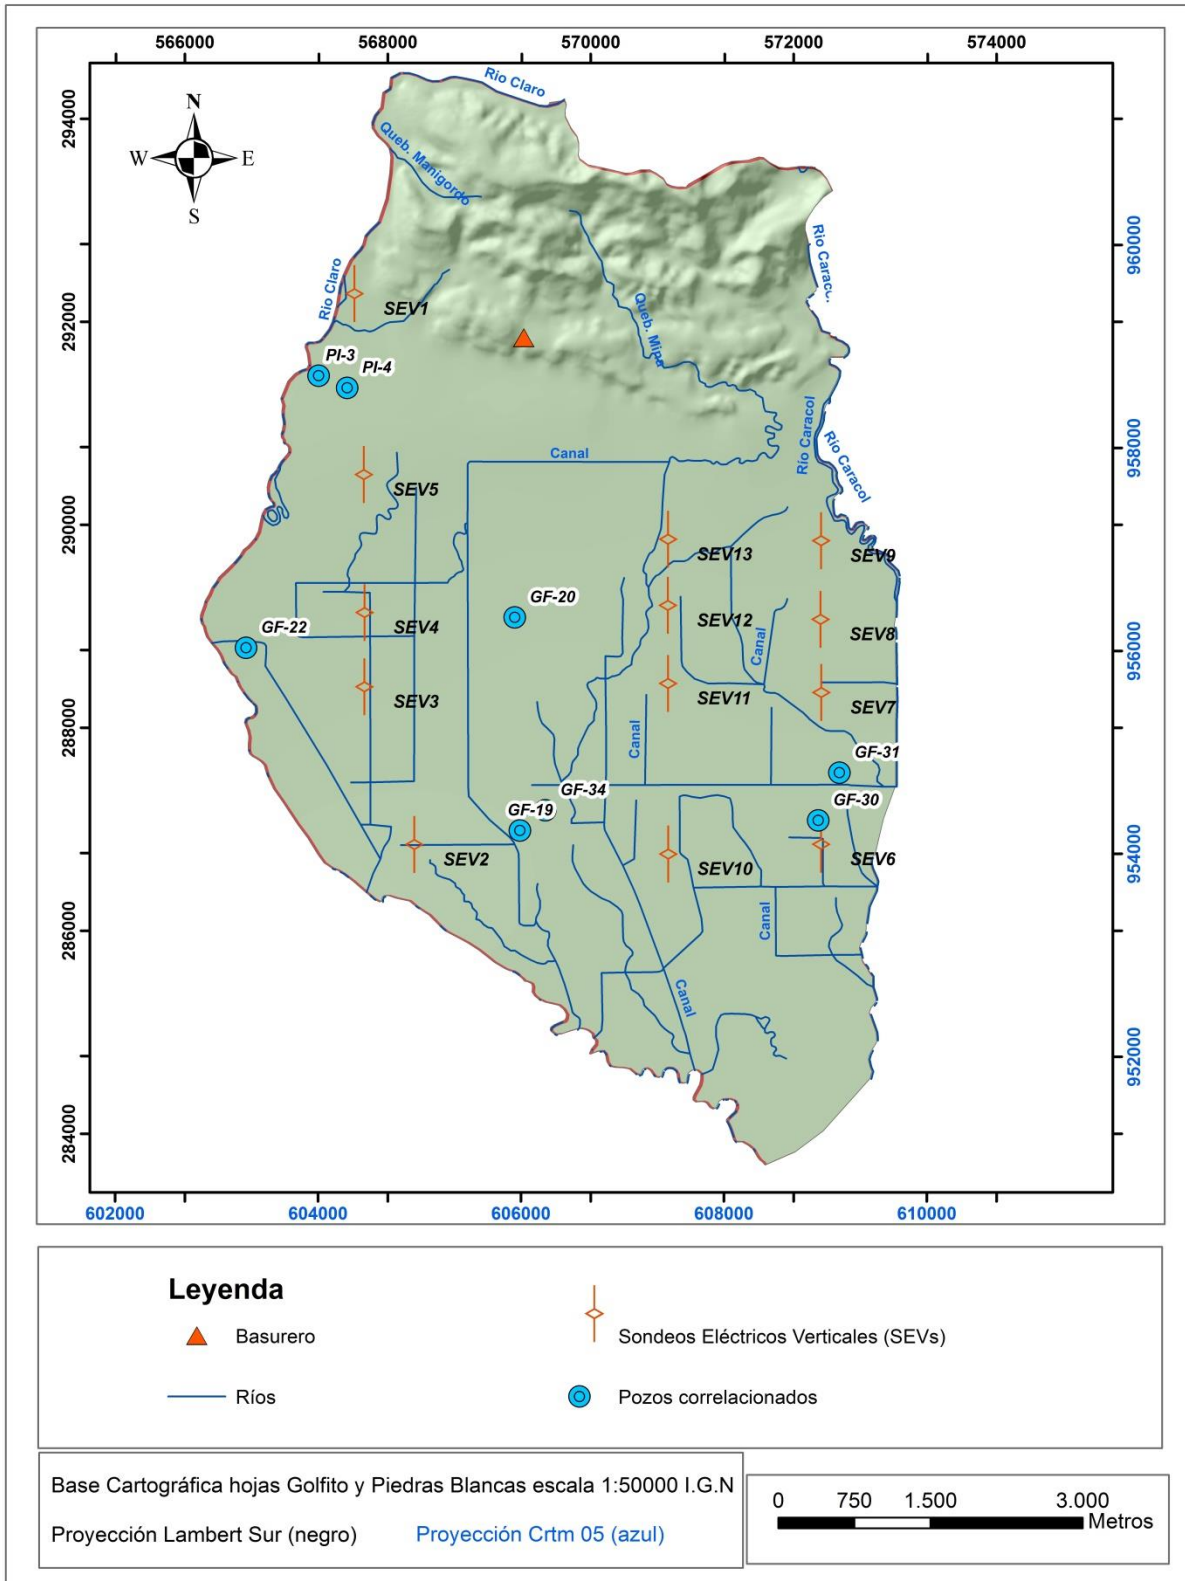 566000
568000
570000
572000
574000
Rio Claro
294000
N
W
E
S
Queb. Manigordo
960000
Rio Caraco.
Rio Claro
SEV1
292000
Queb. Mina
PI-3
PI-4
958000
Río Caracol
Río Caracol
Canal
SEV5
290000
SEV13
SEV9
GF-20
SEV12
SEV4
SEV8
GF-22
Canal
956000
SEV3
SEV11
SEV7
288000
Canal
GF-31
GF-34
GF-19
GF-30
SEV2
SEV10
SEV6
954000
286000
Canal
Canal
952000
284000
602000
604000
606000
608000
610000
Leyenda
Basurero
Sondeos Eléctricos Verticales (SEVs)
Ríos
Pozos correlacionados
Base Cartográfica hojas Golfito y Piedras Blancas escala 1:50000 I.G.N
Proyección Lambert Sur (negro) Proyección Crtm 05 (azul)
0 750 1.500 3.000
Metros